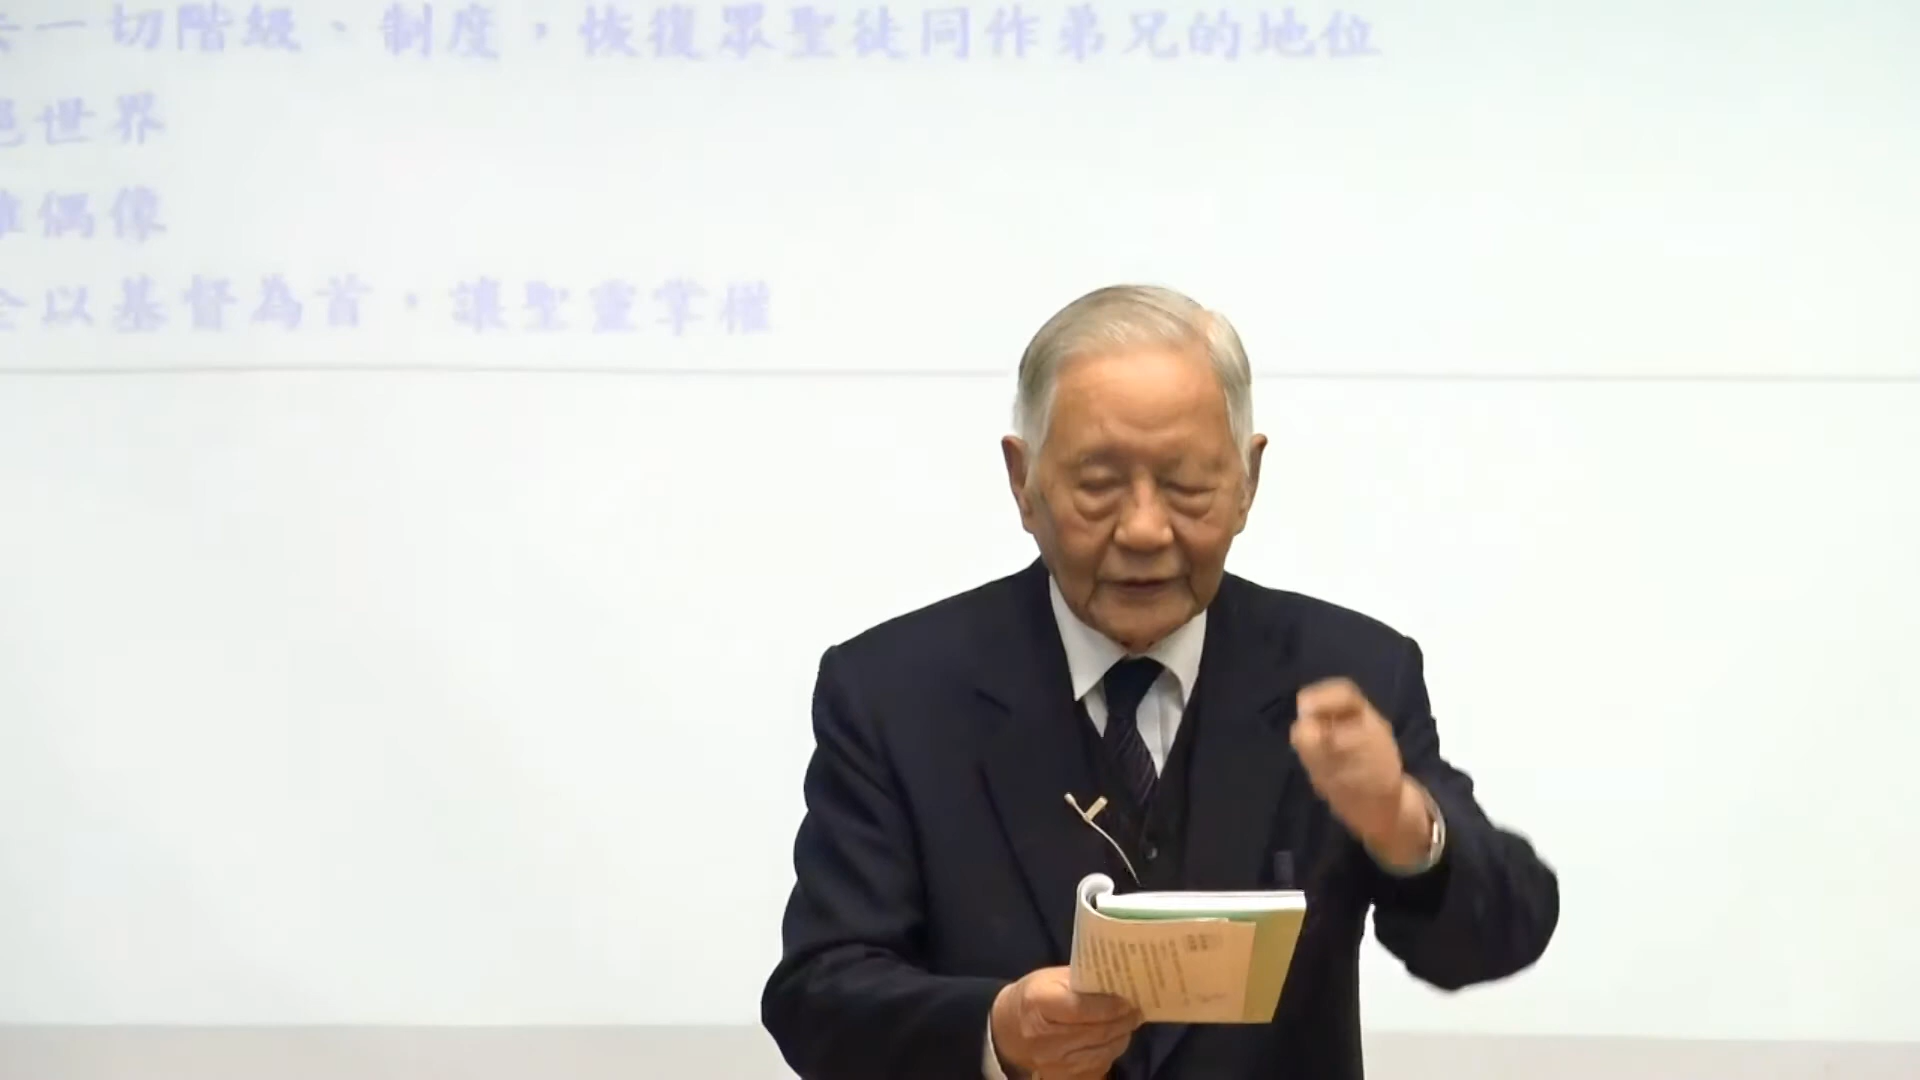 一切階級、制度，恢復眾聖徒同作弟兄的地位
世界
偶像
以基督為首，讓聖靈掌權